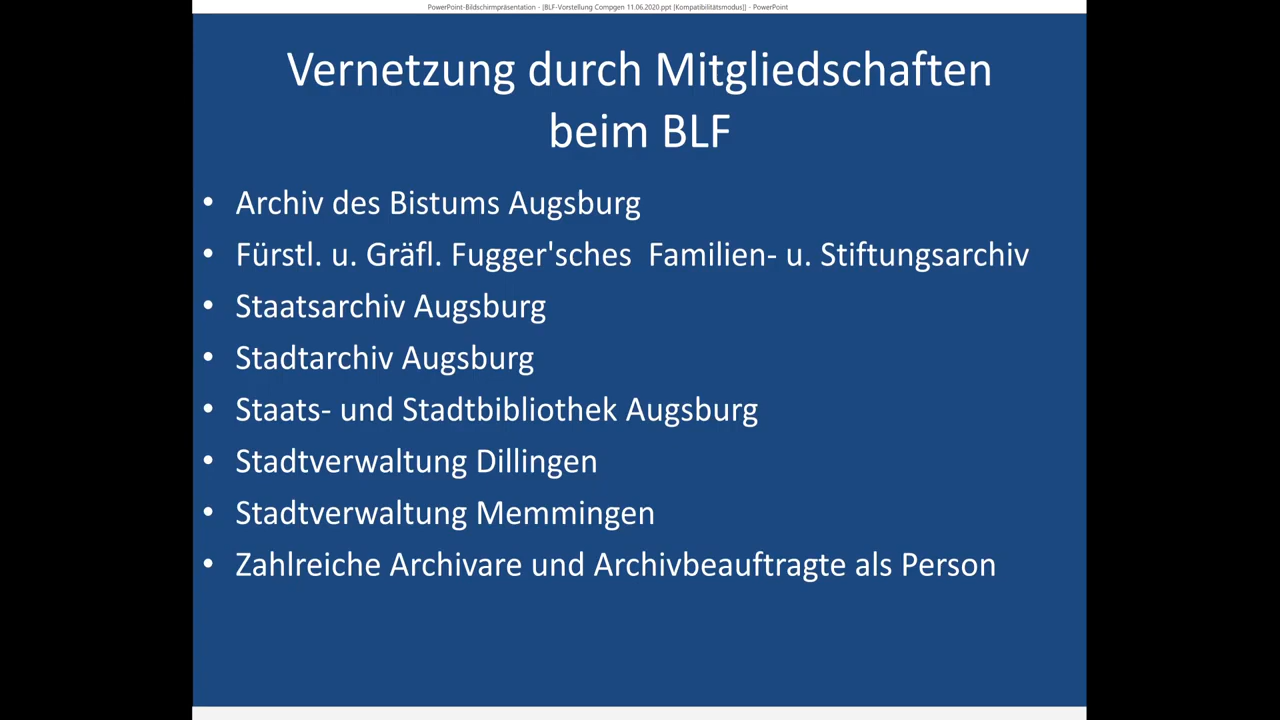 PowerPoint-Bildschirmpräsentation - [BLF-Vorstellung Compgen 11.06.2020.ppt [Kompatibilitätsmodus]] - PowerPoint
Vernetzung durch Mitgliedschaften
beim BLF
• Archiv des Bistums Augsburg
• Fürstl. u. Gräfl. Fugger'sches  Familien- u. Stiftungsarchiv
• Staatsarchiv Augsburg
• Stadtarchiv Augsburg
• Staats- und Stadtbibliothek Augsburg
• Stadtverwaltung Dillingen
• Stadtverwaltung Memmingen
• Zahlreiche Archivare und Archivbeauftragte als Person